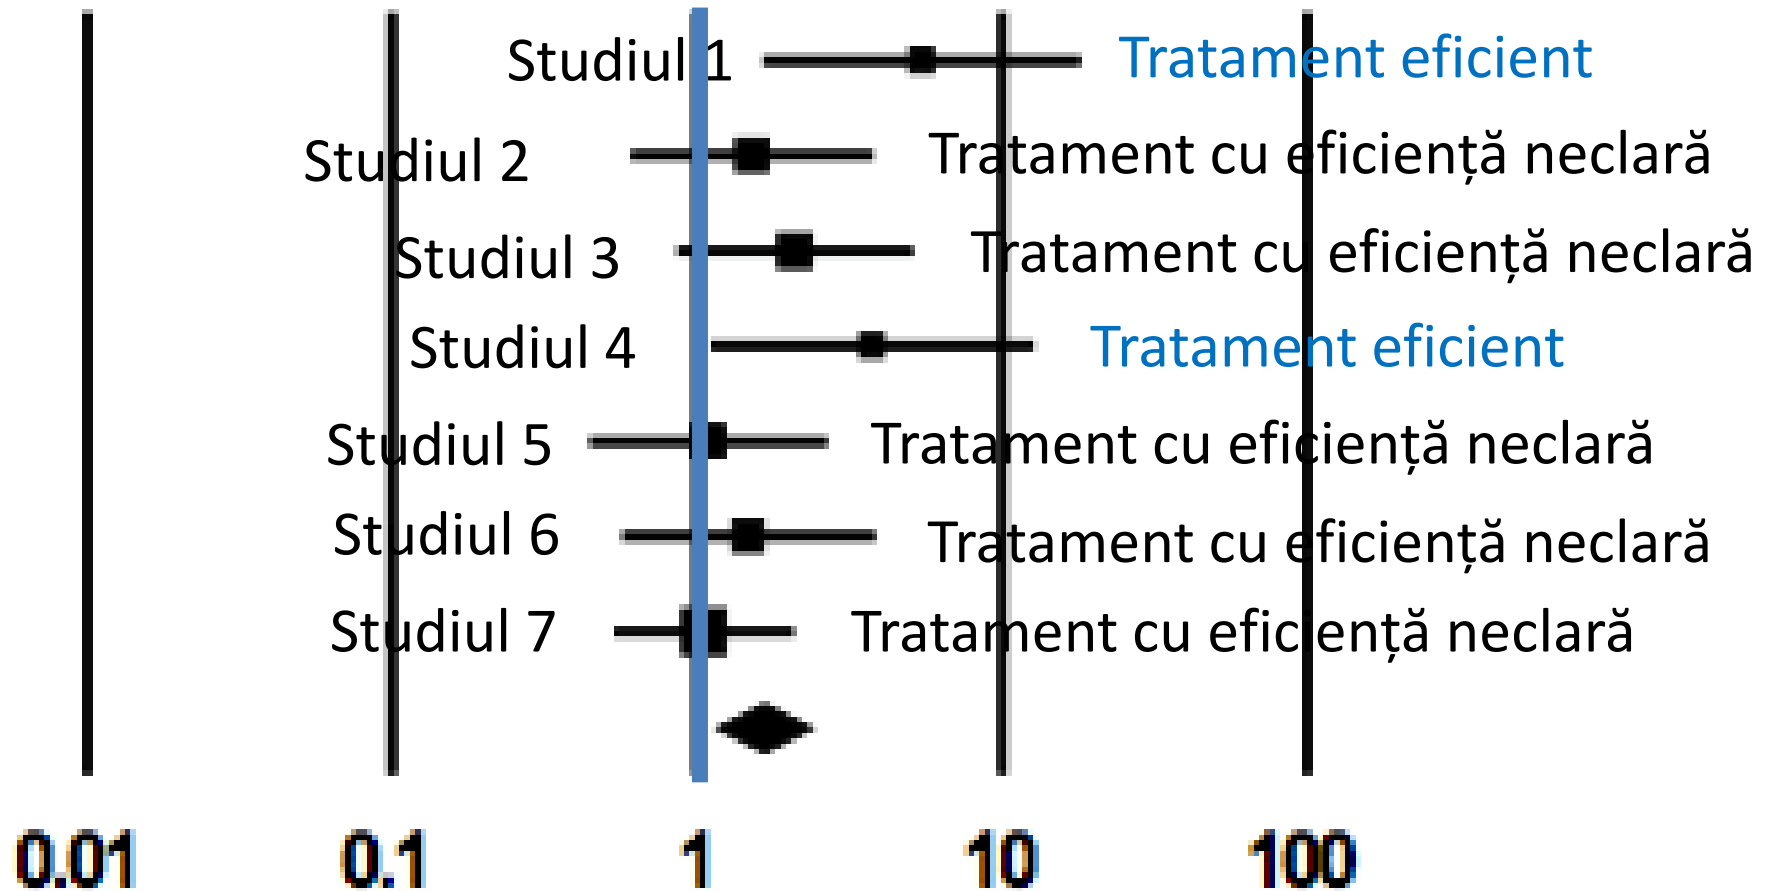 Studiul 1 Tratament eficient
Studiul 2 Tratament cu eficiență neclară
Studiul 3 Tratament cu eficiență neclară
Studiul 4 Tratament eficient
Studiul 5 Tratament cu eficiență neclară
Studiul 6 Tratament cu eficiență neclară
Studiul 7 Tratament cu eficiență neclară
0.01 0.1 1 10 100